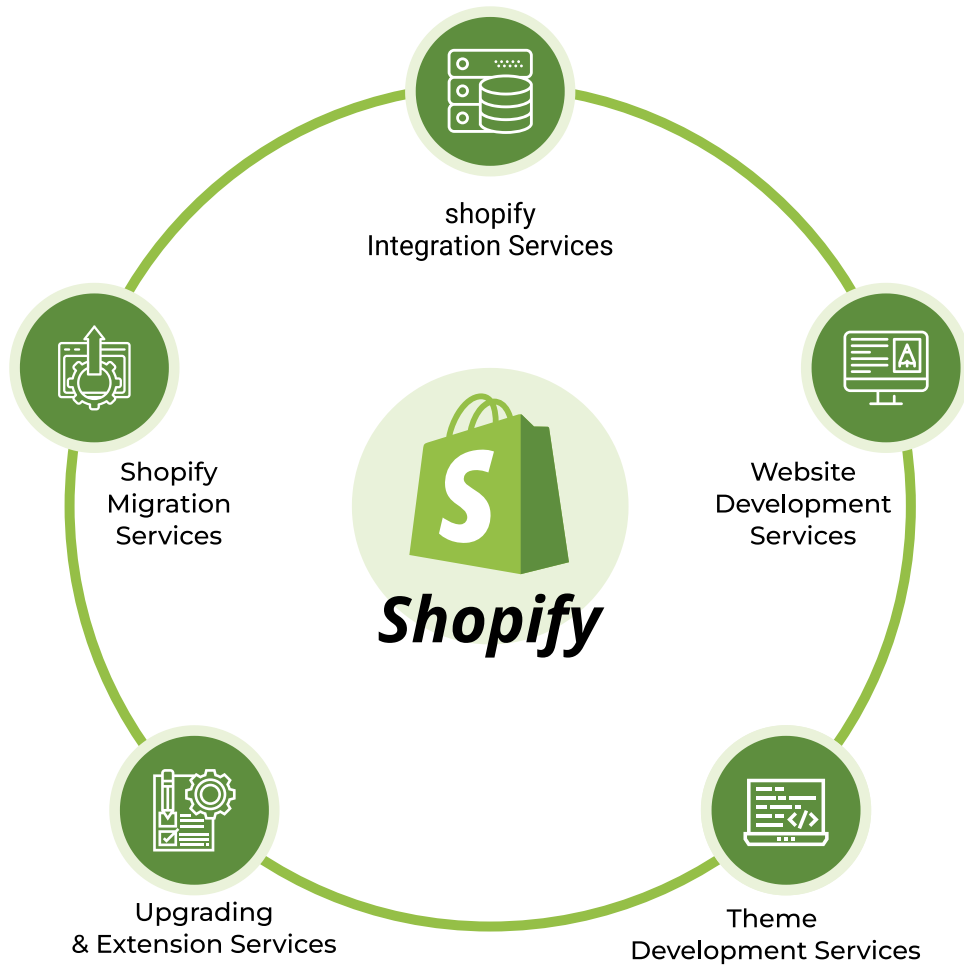 shopify
Integration Services
Shopify
Migration
Services
Website
Development
Services
S
Shopify
Upgrading
& Extension Services
Theme
Development Services